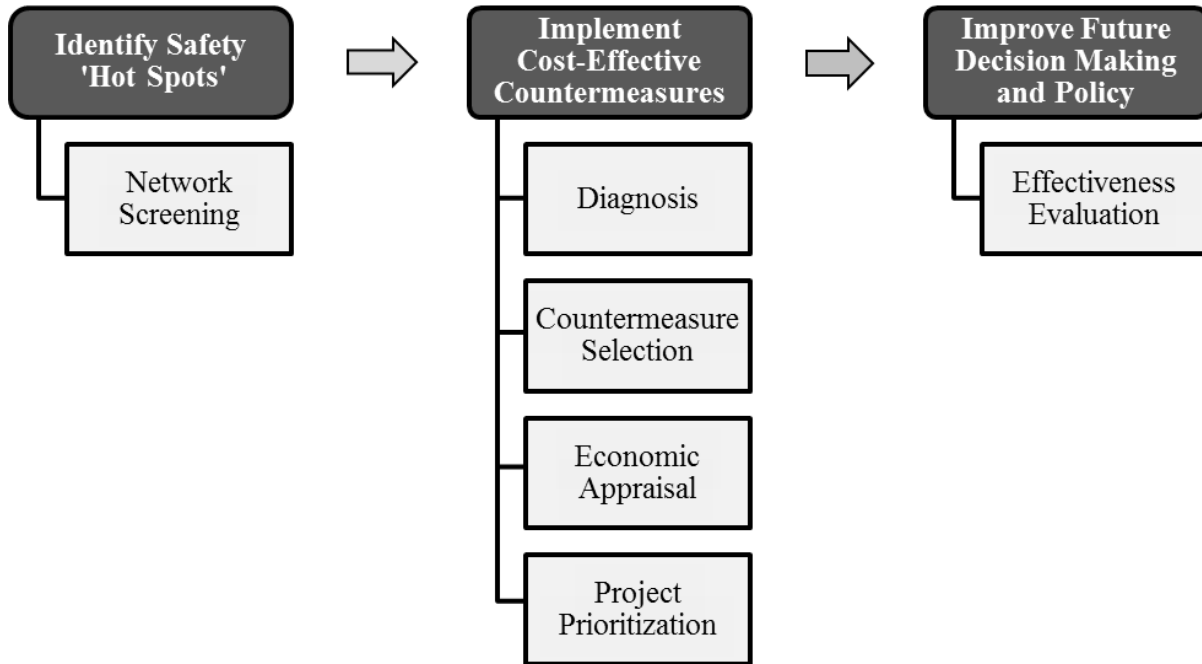 Identify Safety
'Hot Spots'
Network
Screening
Implement
Cost-Effective
Countermeasures
Diagnosis
Countermeasure
Selection
Economic
Appraisal
Project
Prioritization
Improve Future
Decision Making
and Policy
Effectiveness
Evaluation